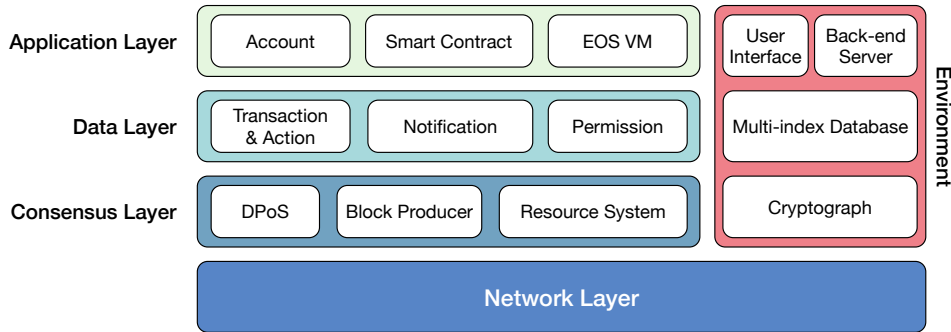 Application Layer
Account
Smart Contract
EOS VM
User
Interface
Back-end
Server
Data Layer
Transaction
& Action
Notification
Permission
Multi-index Database
Environment
Consensus Layer
DPoS
Block Producer
Resource System
Cryptograph
Network Layer